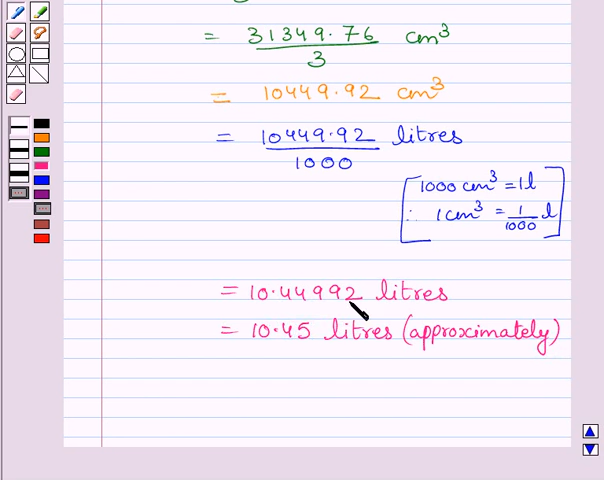 = 31349.76/3 cm³
= 10449.92 cm³
= 10449.92/1000 litres
[1000 cm³ = 1l
∴ 1cm³ = 1/1000 l]
= 10.44992 litres
= 10.45 litres (approximately)